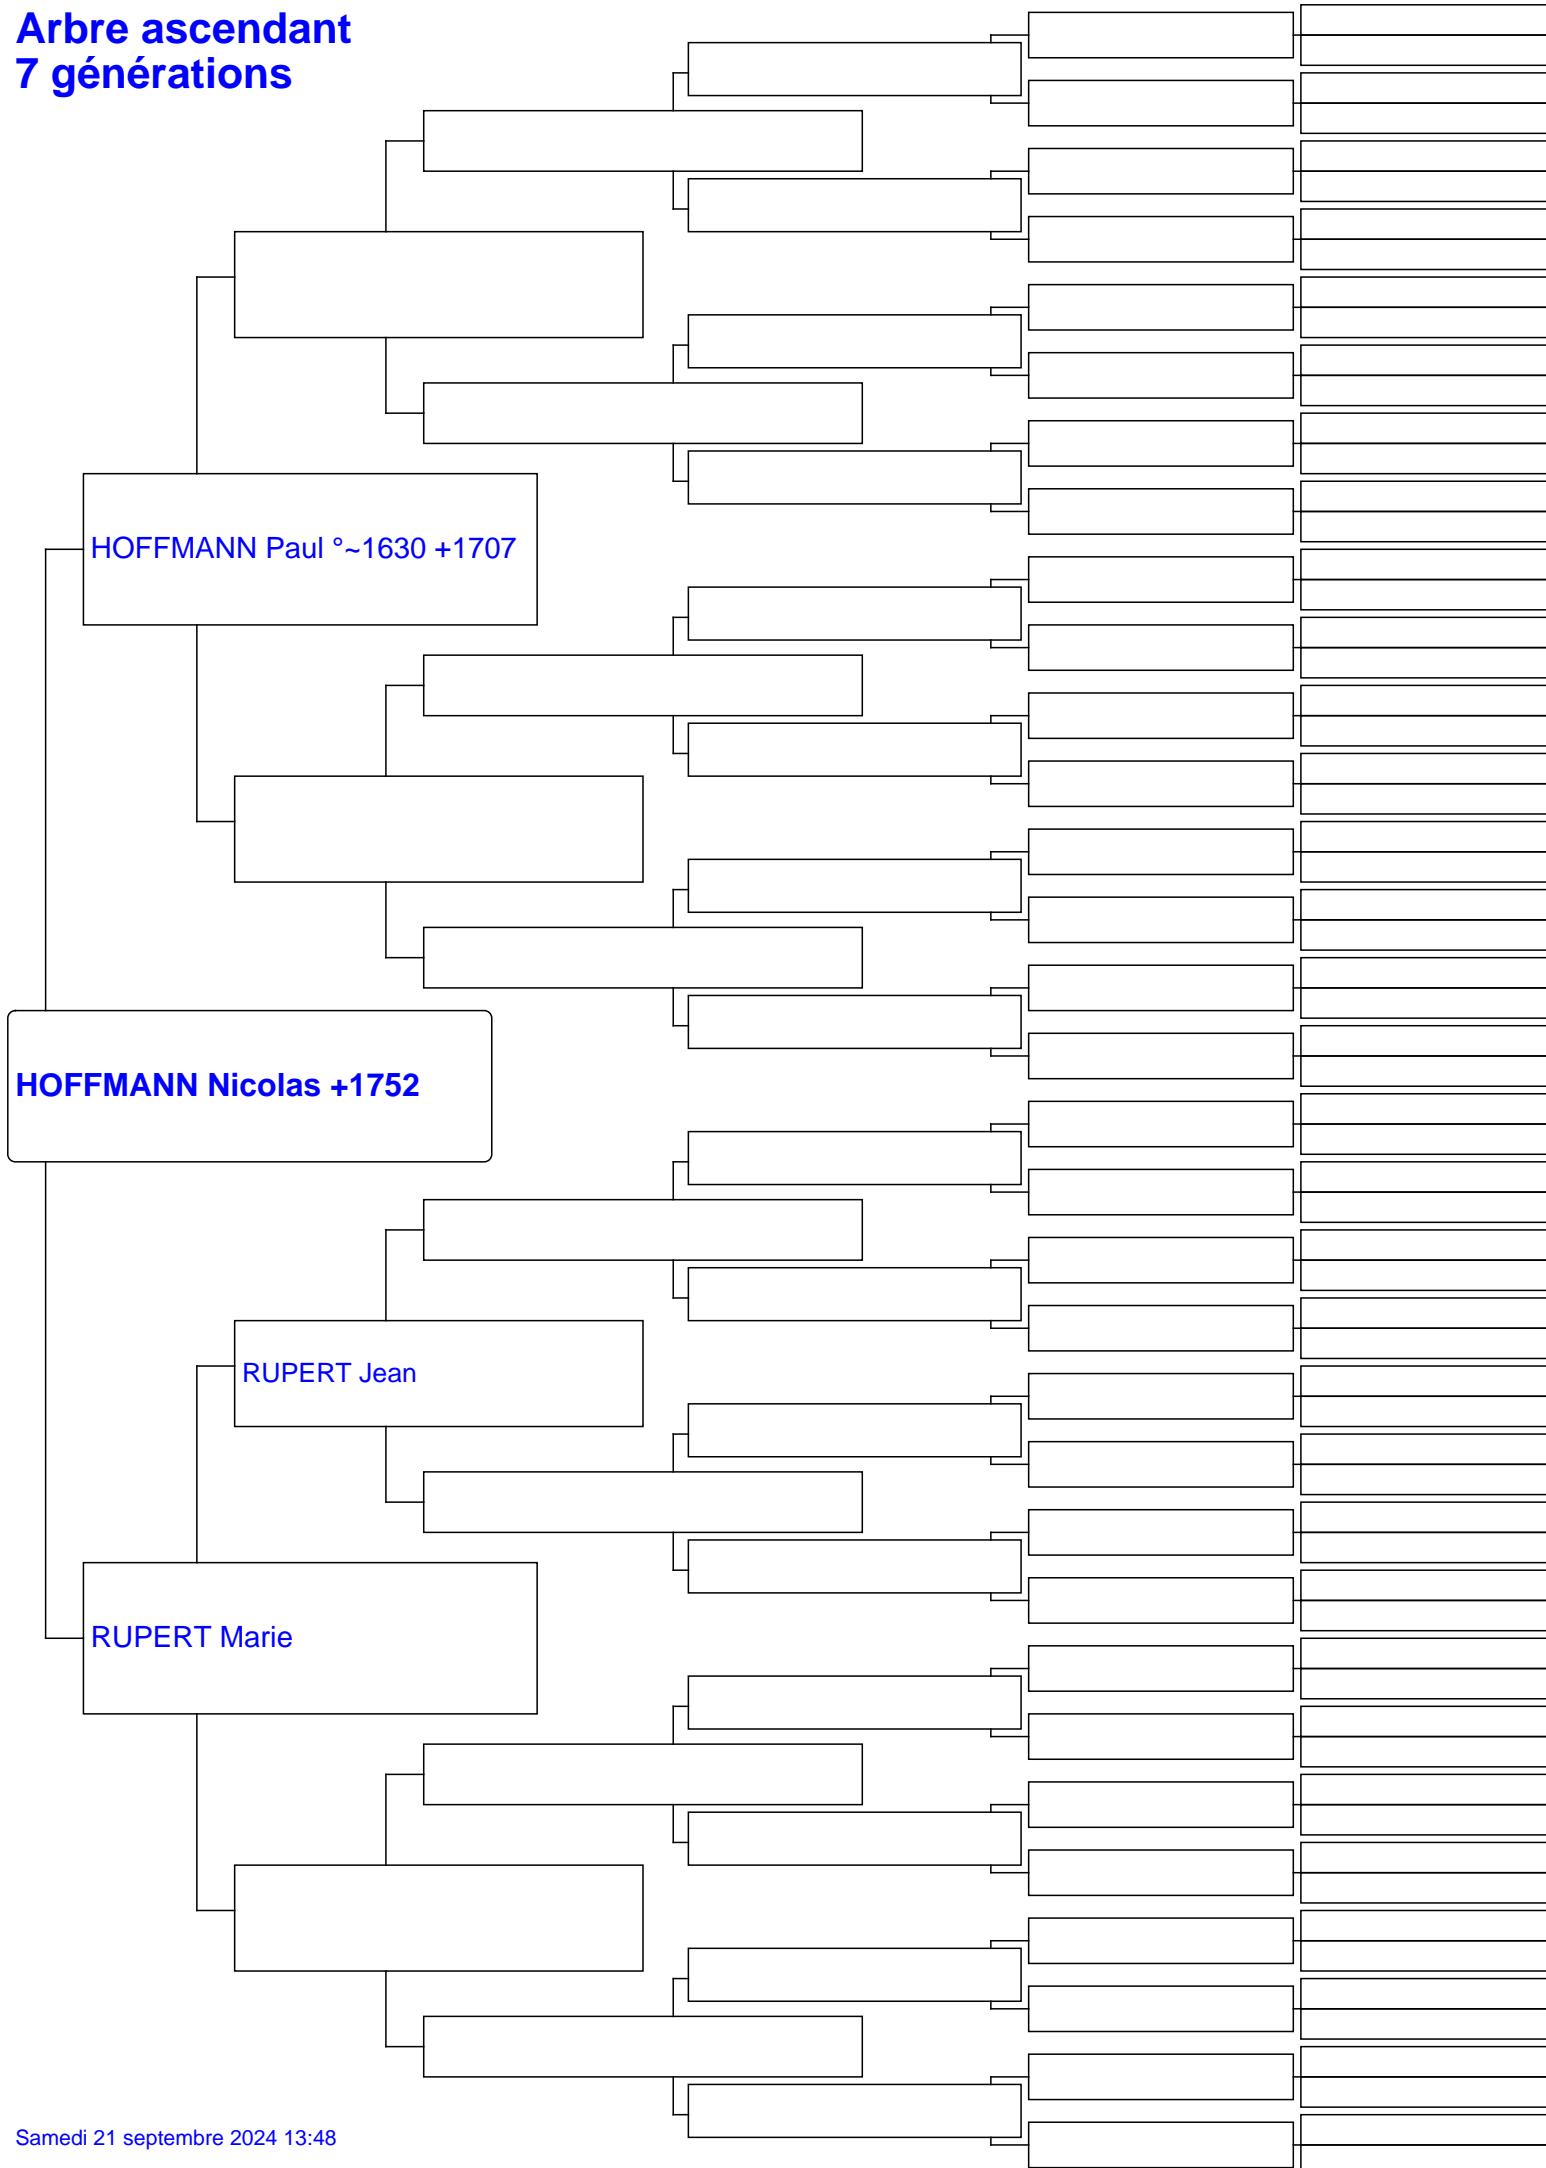 Arbre ascendant
7 générations
HOFFMANN Paul °~1630 +1707
HOFFMANN Nicolas +1752
RUPERT Jean
RUPERT Marie
Samedi 21 septembre 2024 13:48